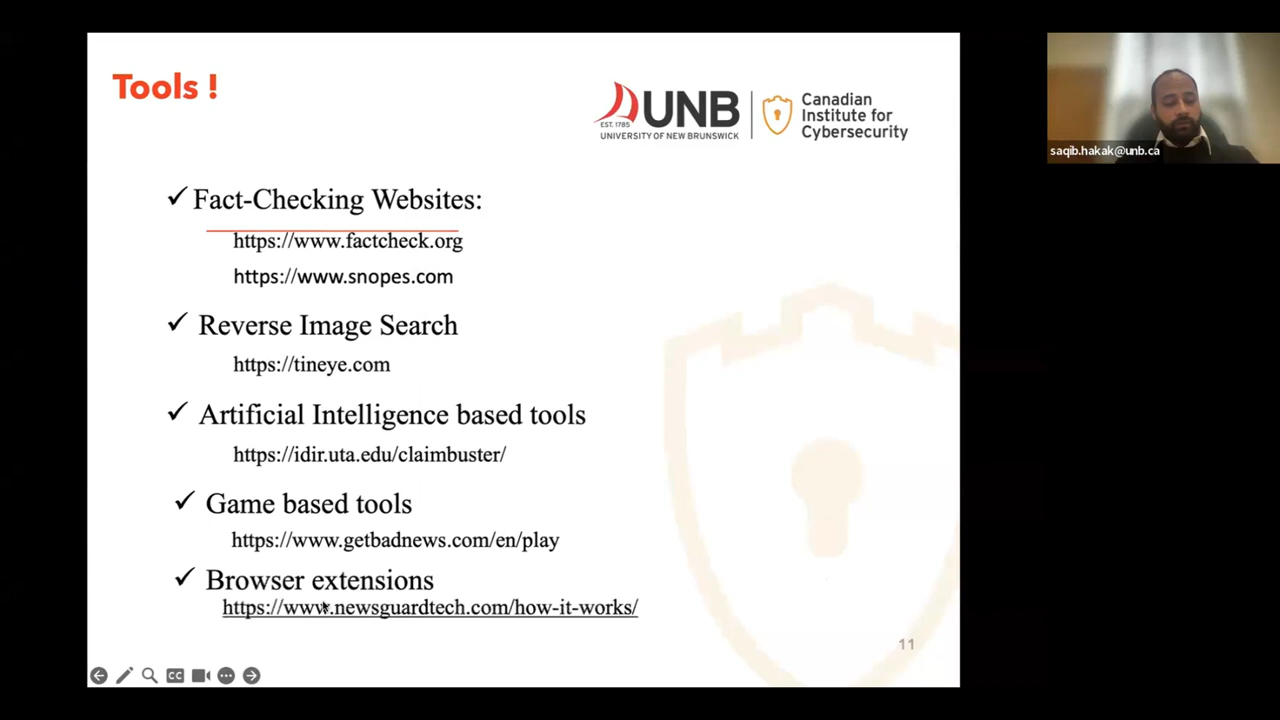 Tools !
UNB
EST. 1785
UNIVERSITY OF NEW BRUNSWICK
Canadian
Institute for
Cybersecurity
saqib.hakak@unb.ca
✓ Fact-Checking Websites:
https://www.factcheck.org
https://www.snopes.com
✓ Reverse Image Search
https://tineye.com
✓ Artificial Intelligence based tools
https://idir.uta.edu/claimbuster/
✓ Game based tools
https://www.getbadnews.com/en/play
✓ Browser extensions
https://www.newsguardtech.com/how-it-works/
11
CC